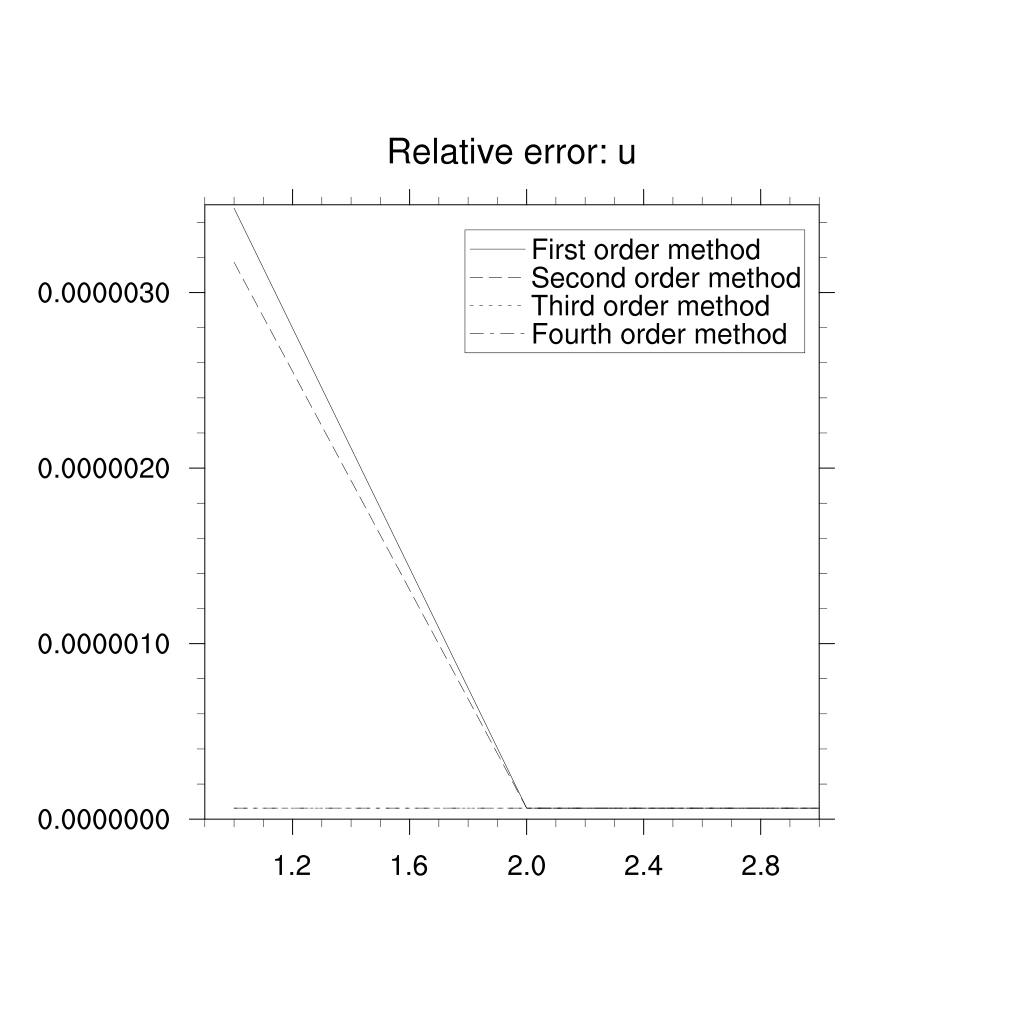 Relative error: u
First order method
Second order method
Third order method
Fourth order method
0.0000030
0.0000020
0.0000010
0.0000000
1.2 1.6 2.0 2.4 2.8